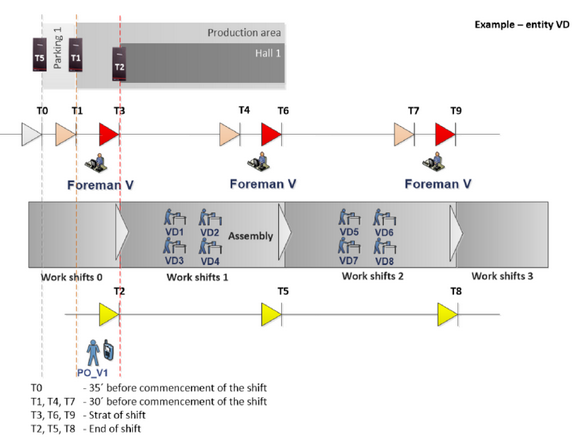 Example – entity VD
Production area
Parking 1
Hall 1
T5
T1
T2
T0 T1 T3 T4 T6 T7 T9
Foreman V Foreman V Foreman V
VD1 VD2 VD5 VD6
Assembly
VD3 VD4 VD7 VD8
Work shifts 0 Work shifts 1 Work shifts 2 Work shifts 3
T2 T5 T8
PO_V1
T0 - 35´ before commencement of the shift
T1, T4, T7 - 30´ before commencement of the shift
T3, T6, T9 - Strat of shift
T2, T5, T8 - End of shift